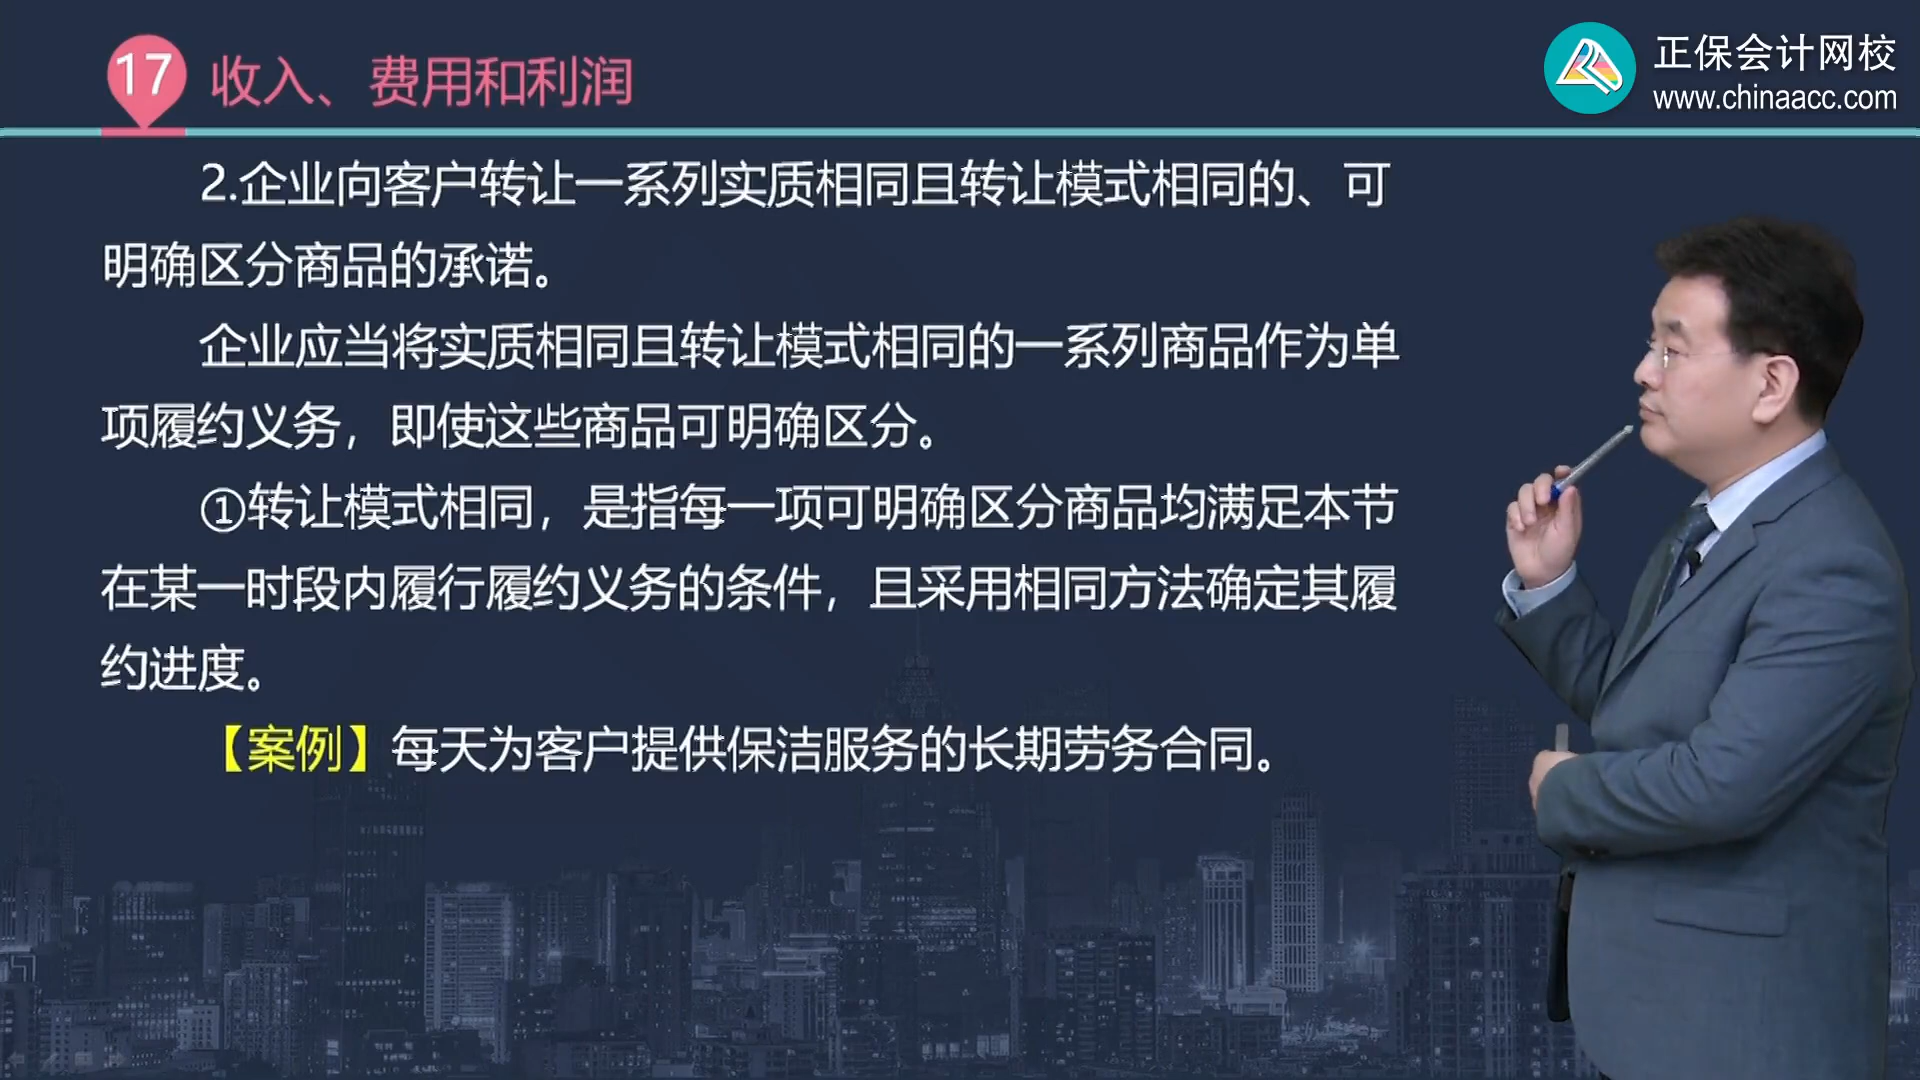 17 收入、费用和利润
正保会计网校
www.chinaacc.com
2.企业向客户转让一系列实质相同且转让模式相同的、可
明确区分商品的承诺。
企业应当将实质相同且转让模式相同的一系列商品作为单
项履约义务，即使这些商品可明确区分。
①转让模式相同，是指每一项可明确区分商品均满足本节
在某一时段内履行履约义务的条件，且采用相同方法确定其履
约进度。
【案例】每天为客户提供保洁服务的长期劳务合同。